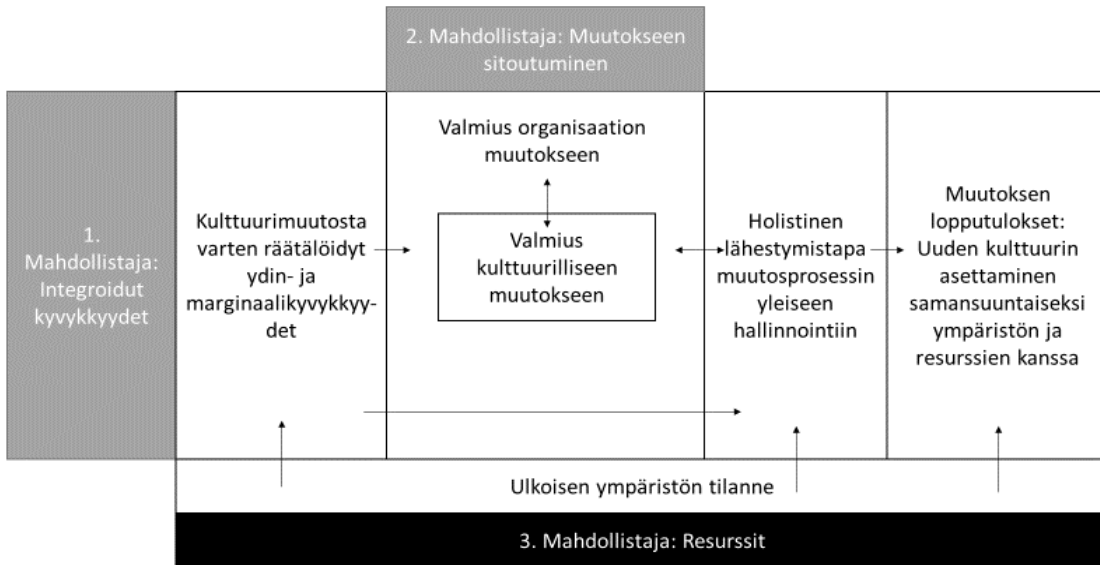 2. Mahdollistaja: Muutokseen
sitoutuminen
1.
Mahdollistaja:
Integroidut
kyvykkyydet
Kulttuurimuutosta
varten räätälöidyt
ydin- ja
marginaalikyvykkyy-
det
Valmius organisaation
muutokseen
Valmius
kulttuurilliseen
muutokseen
Holistinen
lähestymistapa
muutosprosessin
yleiseen
hallinnointiin
Muutoksen
lopputulokset:
Uuden kulttuurin
asettaminen
samansuuntaiseksi
ympäristön ja
resurssien kanssa
Ulkoisen ympäristön tilanne
3. Mahdollistaja: Resurssit